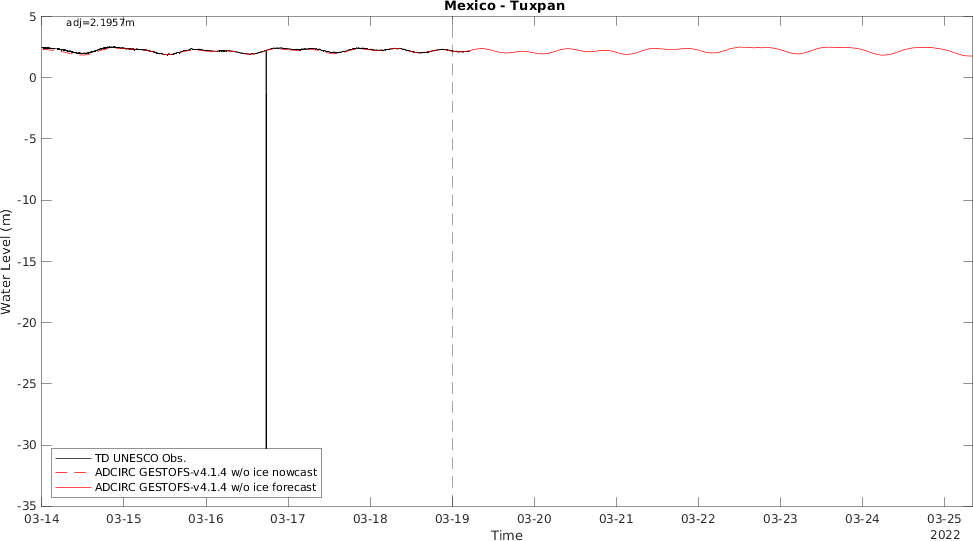 Mexico - Tuxpan
adj=2.1957m
5
0
-5
-10
-15
-20
-25
-30
-35
Water Level (m)
TD UNESCO Obs.
ADCIRC GESTOFS-v4.1.4 w/o ice nowcast
ADCIRC GESTOFS-v4.1.4 w/o ice forecast
03-14 03-15 03-16 03-17 03-18 03-19 03-20 03-21 03-22 03-23 03-24 03-25
2022
Time